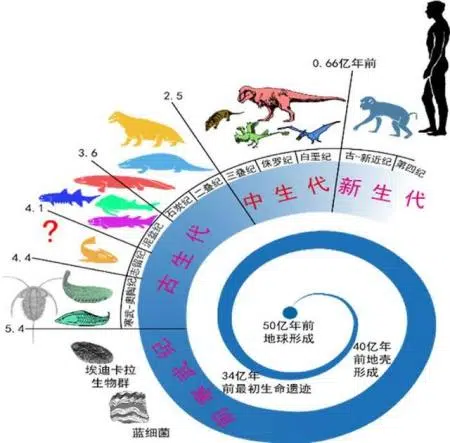 0.66亿年前
2.5
3.6
4.1
?
4.4
5.4
寒武-奥陶纪
志留纪
泥盆纪
石炭纪
二叠纪
三叠纪
侏罗纪
白垩纪
古-新近纪
第四纪
前寒武纪
古生代
中生代
新生代
50亿年前
地球形成
40亿年
前地壳
形成
34亿年
前最初生命遗迹
埃迪卡拉
生物群
蓝细菌